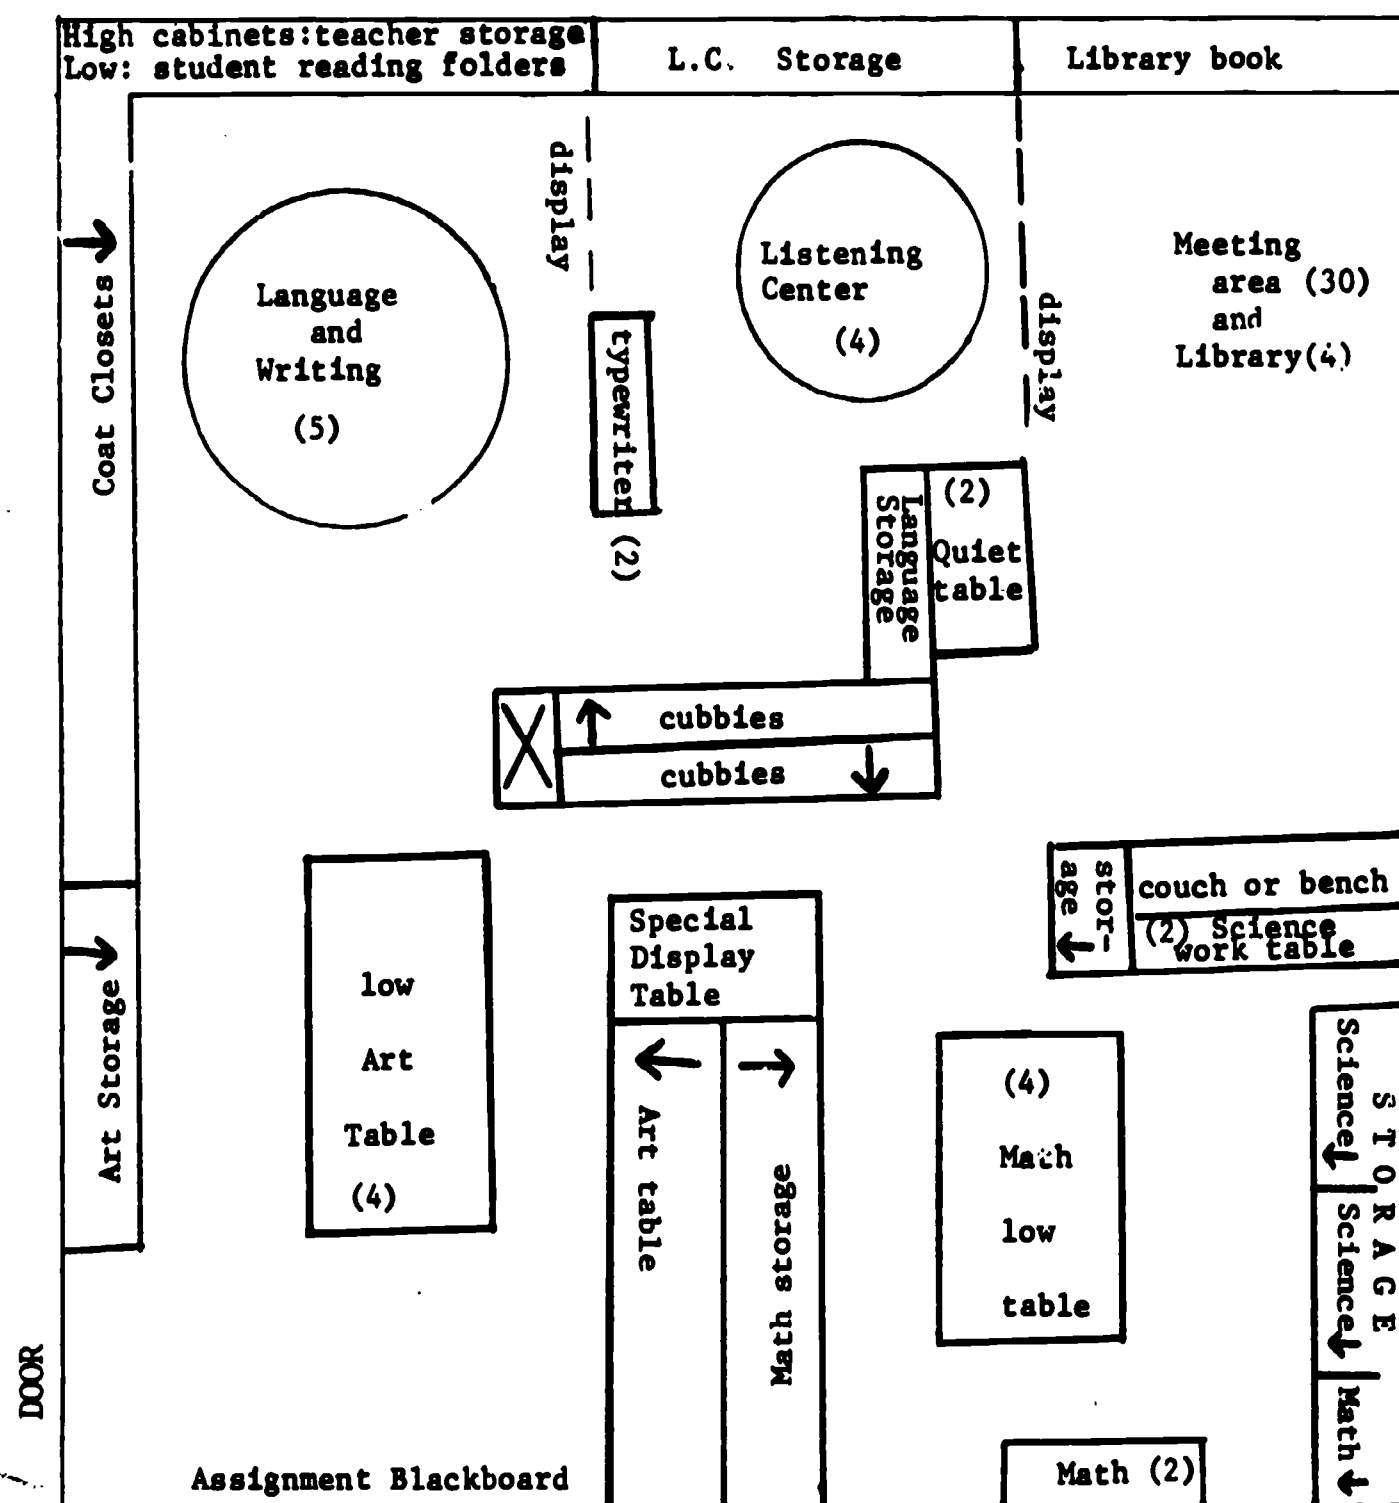 High cabinets:teacher storage
Low: student reading folders
L.C. Storage
Library book
display
Coat Closets
Language
and
Writing
(5)
typewriter
(2)
Listening
Center
(4)
display
Meeting
area (30)
and
Library(4)
Language
Storage
(2)
Quiet
table
cubbies
cubbies
Art Storage
low
Art
Table
(4)
Special
Display
Table
Art table
Math storage
stor-
age
couch or bench
(2) Science
work table
(4)
Math
low
table
STORAGE
Science
Science
Math
DOOR
Assignment Blackboard
Math (2)